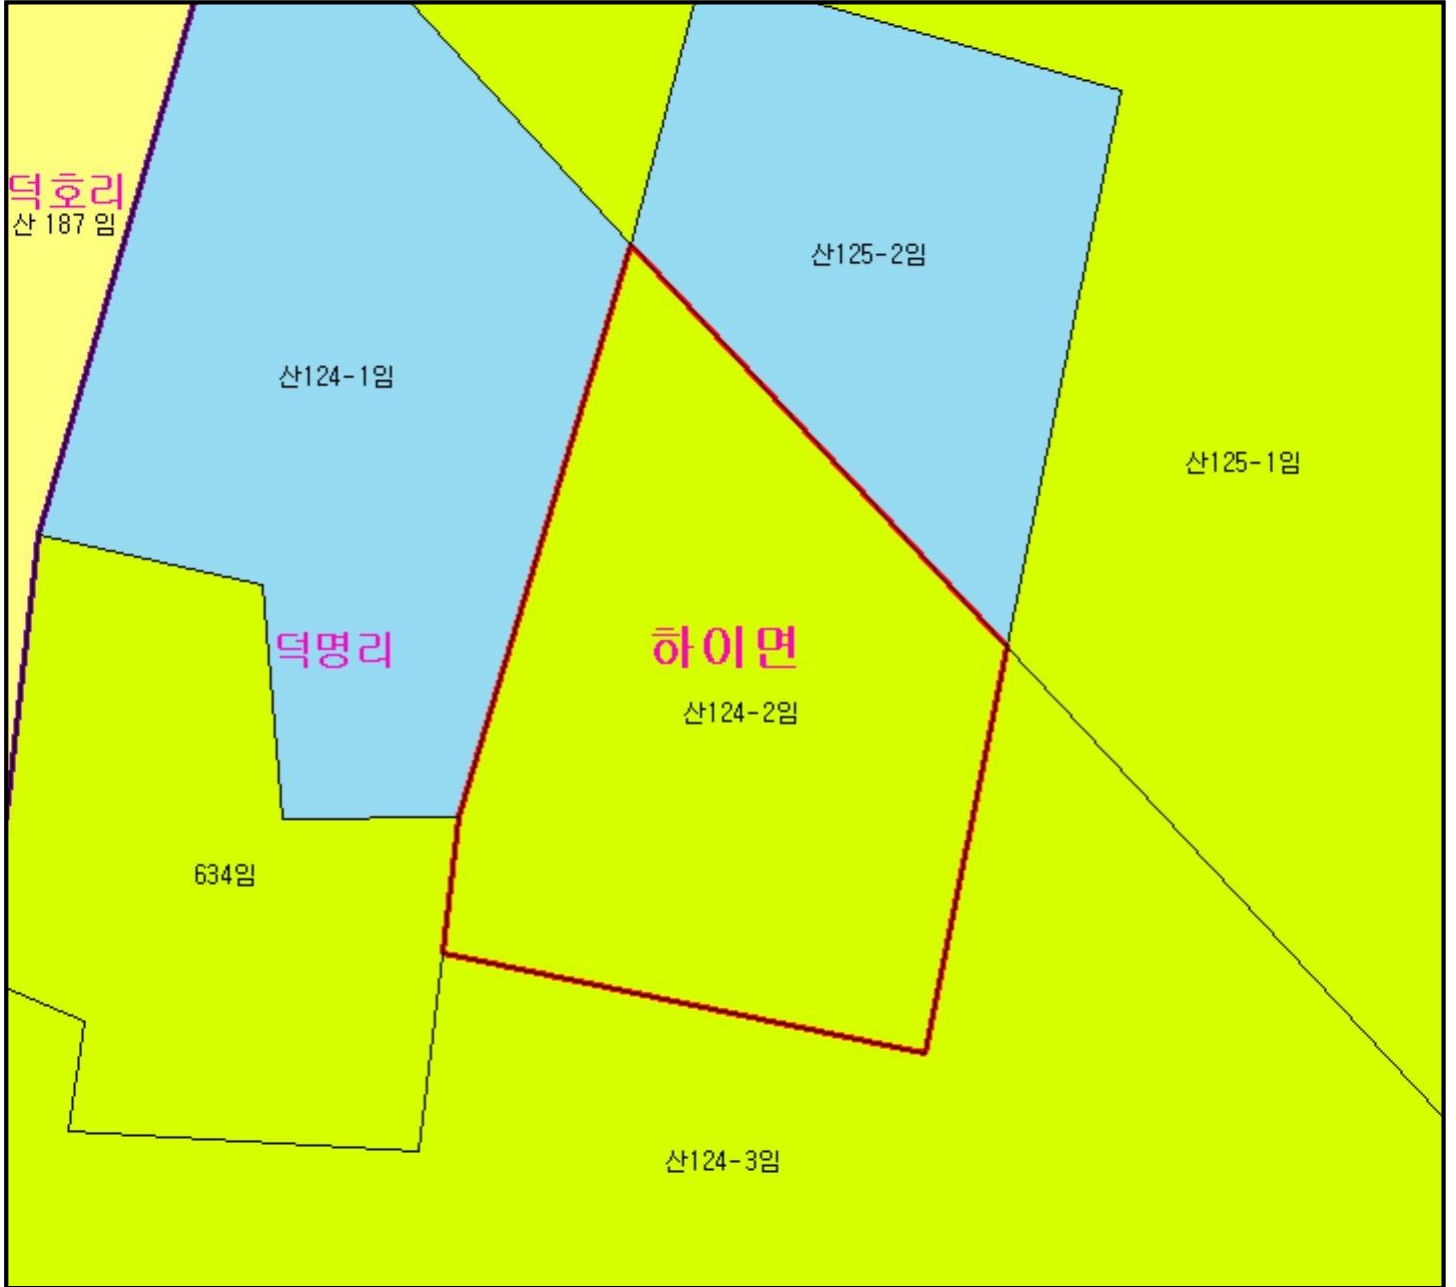 덕호리
산 187 임
산125-2임
산124-1임
산125-1임
덕명리
하이면
산124-2임
634임
산124-3임